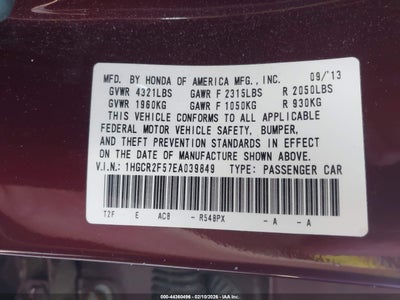 MFD. BY HONDA OF AMERICA MFG., INC. 09/'13
GVWR 4321LBS GAWR F 2315LBS R 2050LBS
GVWR 1960KG GAWR F 1050KG R 930KG
THIS VEHICLE CONFORMS TO ALL APPLICABLE
FEDERAL MOTOR VEHICLE SAFETY, BUMPER,
AND THEFT PREVENTION STANDARDS IN EFFECT
ON THE DATE OF MANUFACTURE SHOWN ABOVE.
V.I.N.: 1HGCR2F57EA039849 TYPE: PASSENGER CAR
T2F E AC8 - R548PX -A -A
000-44260496 - 02/10/2026 - IAAI.COM